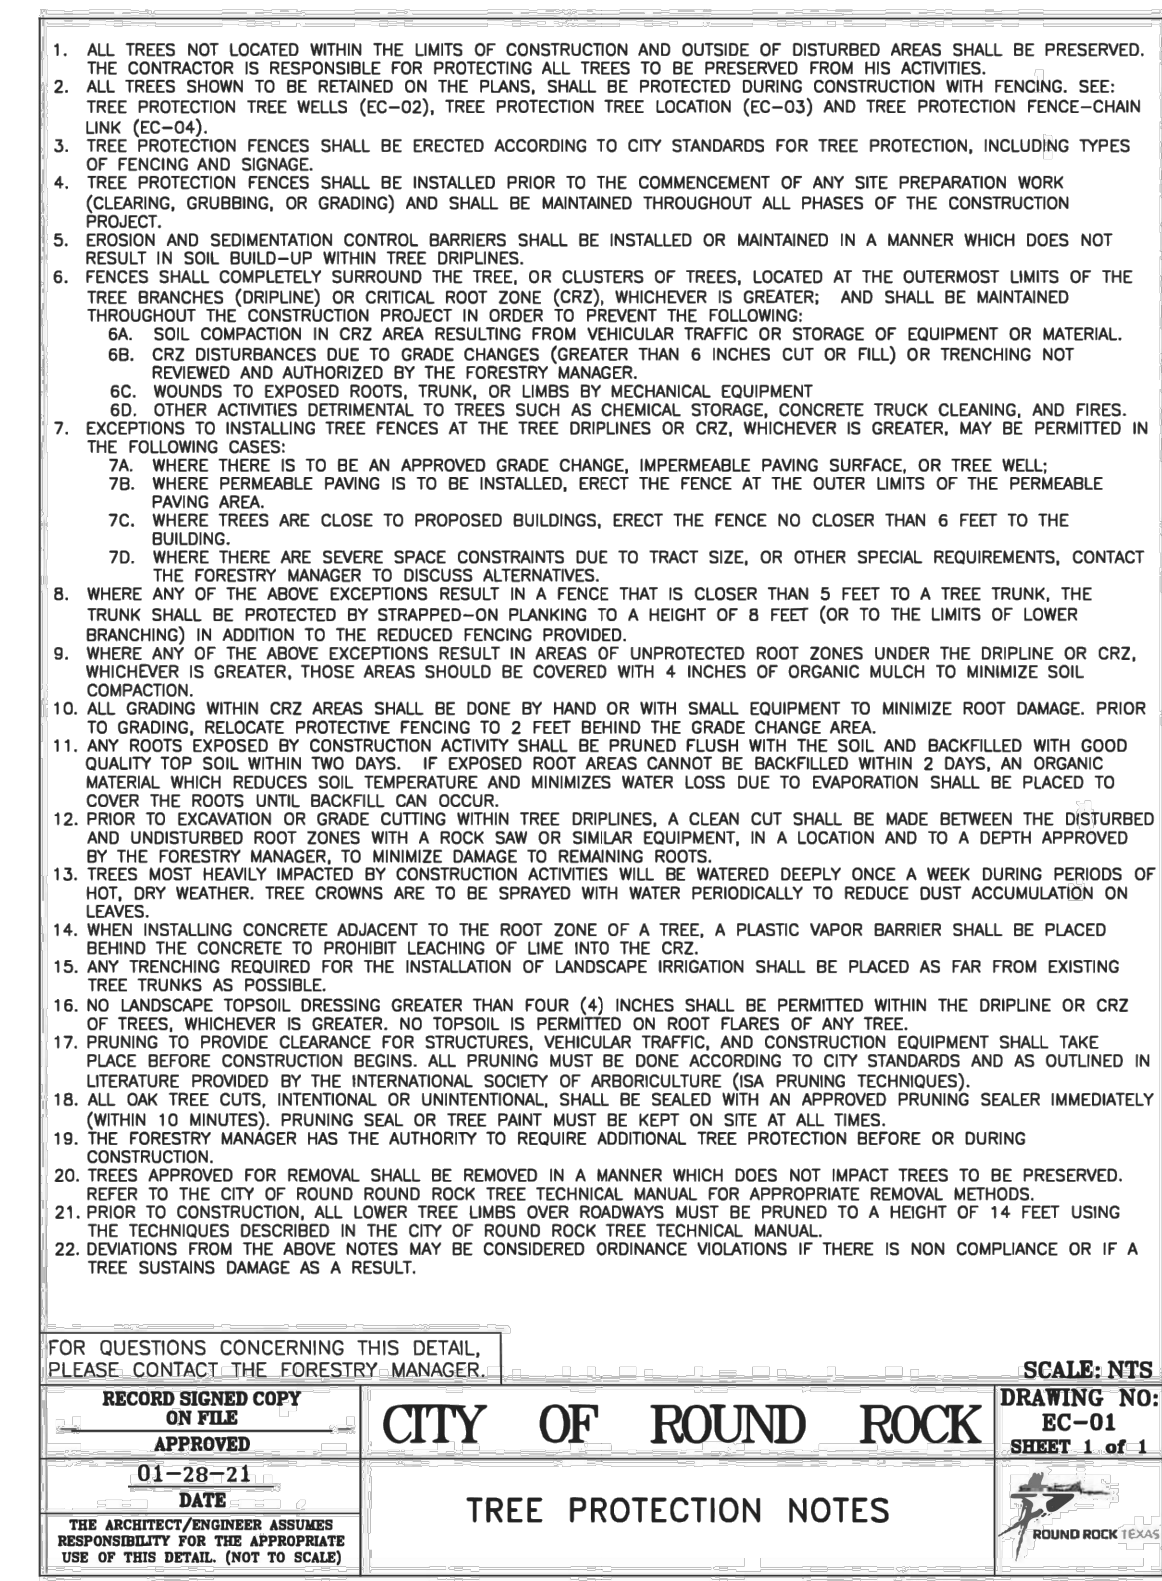 1. ALL TREES NOT LOCATED WITHIN THE LIMITS OF CONSTRUCTION AND OUTSIDE OF DISTURBED AREAS SHALL BE PRESERVED.
THE CONTRACTOR IS RESPONSIBLE FOR PROTECTING ALL TREES TO BE PRESERVED FROM HIS ACTIVITIES.
2. ALL TREES SHOWN TO BE RETAINED ON THE PLANS, SHALL BE PROTECTED DURING CONSTRUCTION WITH FENCING. SEE:
TREE PROTECTION TREE WELLS (EC-02), TREE PROTECTION TREE LOCATION (EC-03) AND TREE PROTECTION FENCE-CHAIN
LINK (EC-04).
3. TREE PROTECTION FENCES SHALL BE ERECTED ACCORDING TO CITY STANDARDS FOR TREE PROTECTION, INCLUDING TYPES
OF FENCING AND SIGNAGE.
4. TREE PROTECTION FENCES SHALL BE INSTALLED PRIOR TO THE COMMENCEMENT OF ANY SITE PREPARATION WORK
(CLEARING, GRUBBING, OR GRADING) AND SHALL BE MAINTAINED THROUGHOUT ALL PHASES OF THE CONSTRUCTION
PROJECT.
5. EROSION AND SEDIMENTATION CONTROL BARRIERS SHALL BE INSTALLED OR MAINTAINED IN A MANNER WHICH DOES NOT
RESULT IN SOIL BUILD-UP WITHIN TREE DRIPLINES.
6. FENCES SHALL COMPLETELY SURROUND THE TREE, OR CLUSTERS OF TREES, LOCATED AT THE OUTERMOST LIMITS OF THE
TREE BRANCHES (DRIPLINE) OR CRITICAL ROOT ZONE (CRZ), WHICHEVER IS GREATER; AND SHALL BE MAINTAINED
THROUGHOUT THE CONSTRUCTION PROJECT IN ORDER TO PREVENT THE FOLLOWING:
6A. SOIL COMPACTION IN CRZ AREA RESULTING FROM VEHICULAR TRAFFIC OR STORAGE OF EQUIPMENT OR MATERIAL.
6B. CRZ DISTURBANCES DUE TO GRADE CHANGES (GREATER THAN 6 INCHES CUT OR FILL) OR TRENCHING NOT
REVIEWED AND AUTHORIZED BY THE FORESTRY MANAGER.
6C. WOUNDS TO EXPOSED ROOTS, TRUNK, OR LIMBS BY MECHANICAL EQUIPMENT
6D. OTHER ACTIVITIES DETRIMENTAL TO TREES SUCH AS CHEMICAL STORAGE, CONCRETE TRUCK CLEANING, AND FIRES.
7. EXCEPTIONS TO INSTALLING TREE FENCES AT THE TREE DRIPLINES OR CRZ, WHICHEVER IS GREATER, MAY BE PERMITTED IN
THE FOLLOWING CASES:
7A. WHERE THERE IS TO BE AN APPROVED GRADE CHANGE, IMPERMEABLE PAVING SURFACE, OR TREE WELL;
7B. WHERE PERMEABLE PAVING IS TO BE INSTALLED, ERECT THE FENCE AT THE OUTER LIMITS OF THE PERMEABLE
PAVING AREA.
7C. WHERE TREES ARE CLOSE TO PROPOSED BUILDINGS, ERECT THE FENCE NO CLOSER THAN 6 FEET TO THE
BUILDING.
7D. WHERE THERE ARE SEVERE SPACE CONSTRAINTS DUE TO TRACT SIZE, OR OTHER SPECIAL REQUIREMENTS, CONTACT
THE FORESTRY MANAGER TO DISCUSS ALTERNATIVES.
8. WHERE ANY OF THE ABOVE EXCEPTIONS RESULT IN A FENCE THAT IS CLOSER THAN 5 FEET TO A TREE TRUNK, THE
TRUNK SHALL BE PROTECTED BY STRAPPED-ON PLANKING TO A HEIGHT OF 8 FEET (OR TO THE LIMITS OF LOWER
BRANCHING) IN ADDITION TO THE REDUCED FENCING PROVIDED.
9. WHERE ANY OF THE ABOVE EXCEPTIONS RESULT IN AREAS OF UNPROTECTED ROOT ZONES UNDER THE DRIPLINE OR CRZ,
WHICHEVER IS GREATER, THOSE AREAS SHOULD BE COVERED WITH 4 INCHES OF ORGANIC MULCH TO MINIMIZE SOIL
COMPACTION.
10. ALL GRADING WITHIN CRZ AREAS SHALL BE DONE BY HAND OR WITH SMALL EQUIPMENT TO MINIMIZE ROOT DAMAGE. PRIOR
TO GRADING, RELOCATE PROTECTIVE FENCING TO 2 FEET BEHIND THE GRADE CHANGE AREA.
11. ANY ROOTS EXPOSED BY CONSTRUCTION ACTIVITY SHALL BE PRUNED FLUSH WITH THE SOIL AND BACKFILLED WITH GOOD
QUALITY TOP SOIL WITHIN TWO DAYS. IF EXPOSED ROOT AREAS CANNOT BE BACKFILLED WITHIN 2 DAYS, AN ORGANIC
MATERIAL WHICH REDUCES SOIL TEMPERATURE AND MINIMIZES WATER LOSS DUE TO EVAPORATION SHALL BE PLACED TO
COVER THE ROOTS UNTIL BACKFILL CAN OCCUR.
12. PRIOR TO EXCAVATION OR GRADE CUTTING WITHIN TREE DRIPLINES, A CLEAN CUT SHALL BE MADE BETWEEN THE DISTURBED
AND UNDISTURBED ROOT ZONES WITH A ROCK SAW OR SIMILAR EQUIPMENT, IN A LOCATION AND TO A DEPTH APPROVED
BY THE FORESTRY MANAGER, TO MINIMIZE DAMAGE TO REMAINING ROOTS.
13. TREES MOST HEAVILY IMPACTED BY CONSTRUCTION ACTIVITIES WILL BE WATERED DEEPLY ONCE A WEEK DURING PERIODS OF
HOT, DRY WEATHER. TREE CROWNS ARE TO BE SPRAYED WITH WATER PERIODICALLY TO REDUCE DUST ACCUMULATION ON
LEAVES.
14. WHEN INSTALLING CONCRETE ADJACENT TO THE ROOT ZONE OF A TREE, A PLASTIC VAPOR BARRIER SHALL BE PLACED
BEHIND THE CONCRETE TO PROHIBIT LEACHING OF LIME INTO THE CRZ.
15. ANY TRENCHING REQUIRED FOR THE INSTALLATION OF LANDSCAPE IRRIGATION SHALL BE PLACED AS FAR FROM EXISTING
TREE TRUNKS AS POSSIBLE.
16. NO LANDSCAPE TOPSOIL DRESSING GREATER THAN FOUR (4) INCHES SHALL BE PERMITTED WITHIN THE DRIPLINE OR CRZ
OF TREES, WHICHEVER IS GREATER. NO TOPSOIL IS PERMITTED ON ROOT FLARES OF ANY TREE.
17. PRUNING TO PROVIDE CLEARANCE FOR STRUCTURES, VEHICULAR TRAFFIC, AND CONSTRUCTION EQUIPMENT SHALL TAKE
PLACE BEFORE CONSTRUCTION BEGINS. ALL PRUNING MUST BE DONE ACCORDING TO CITY STANDARDS AND AS OUTLINED IN
LITERATURE PROVIDED BY THE INTERNATIONAL SOCIETY OF ARBORICULTURE (ISA PRUNING TECHNIQUES).
18. ALL OAK TREE CUTS, INTENTIONAL OR UNINTENTIONAL, SHALL BE SEALED WITH AN APPROVED PRUNING SEALER IMMEDIATELY
(WITHIN 10 MINUTES). PRUNING SEAL OR TREE PAINT MUST BE KEPT ON SITE AT ALL TIMES.
19. THE FORESTRY MANAGER HAS THE AUTHORITY TO REQUIRE ADDITIONAL TREE PROTECTION BEFORE OR DURING
CONSTRUCTION.
20. TREES APPROVED FOR REMOVAL SHALL BE REMOVED IN A MANNER WHICH DOES NOT IMPACT TREES TO BE PRESERVED.
REFER TO THE CITY OF ROUND ROUND ROCK TREE TECHNICAL MANUAL FOR APPROPRIATE REMOVAL METHODS.
21. PRIOR TO CONSTRUCTION, ALL LOWER TREE LIMBS OVER ROADWAYS MUST BE PRUNED TO A HEIGHT OF 14 FEET USING
THE TECHNIQUES DESCRIBED IN THE CITY OF ROUND ROCK TREE TECHNICAL MANUAL.
22. DEVIATIONS FROM THE ABOVE NOTES MAY BE CONSIDERED ORDINANCE VIOLATIONS IF THERE IS NON COMPLIANCE OR IF A
TREE SUSTAINS DAMAGE AS A RESULT.
FOR QUESTIONS CONCERNING THIS DETAIL,
PLEASE CONTACT THE FORESTRY MANAGER.
SCALE: NTS
RECORD SIGNED COPY
ON FILE
APPROVED
CITY OF ROUND ROCK
DRAWING NO:
EC-01
SHEET 1 of 1
01-28-21
DATE
TREE PROTECTION NOTES
THE ARCHITECT/ENGINEER ASSUMES
RESPONSIBILITY FOR THE APPROPRIATE
USE OF THIS DETAIL. (NOT TO SCALE)
ROUND ROCK TEXAS